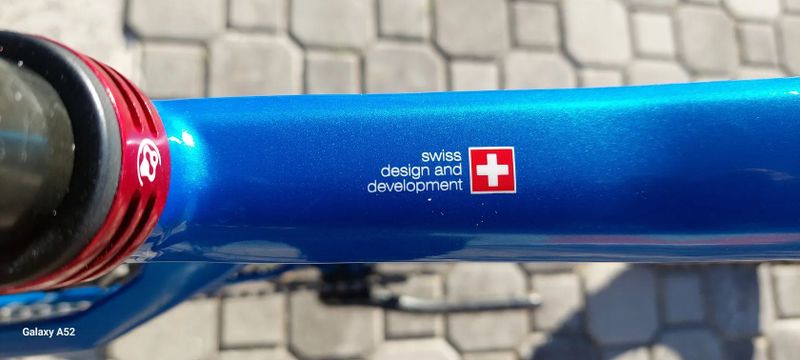 swiss
design and
development
Galaxy A52